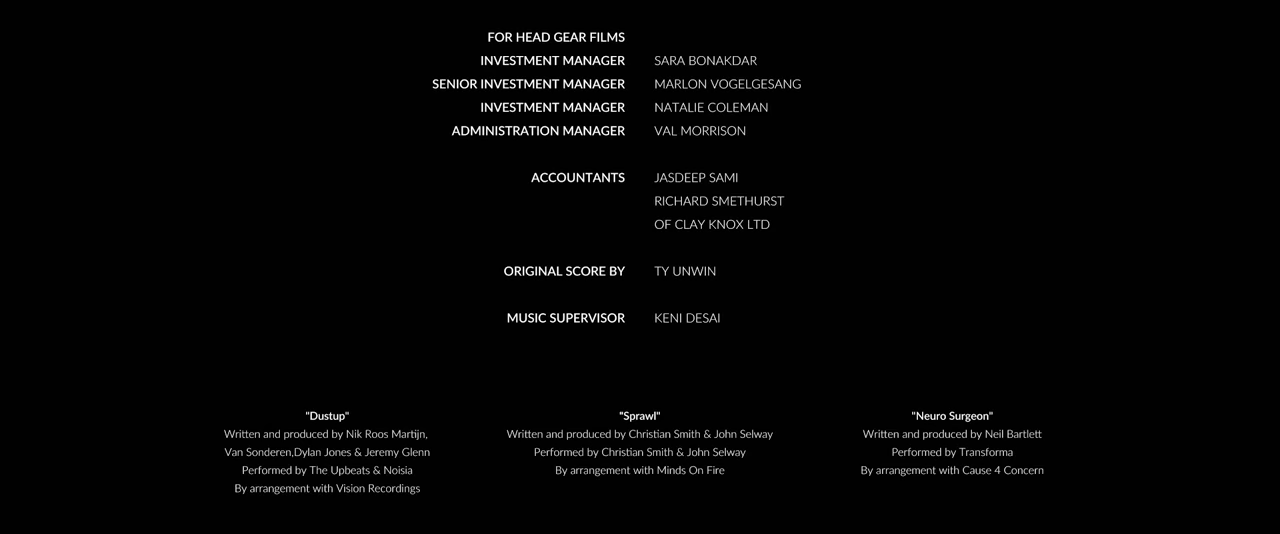 FOR HEAD GEAR FILMS
INVESTMENT MANAGER SARA BONAKDAR
SENIOR INVESTMENT MANAGER MARLON VOGELGESANG
INVESTMENT MANAGER NATALIE COLEMAN
ADMINISTRATION MANAGER VAL MORRISON
ACCOUNTANTS JASDEEP SAMI
RICHARD SMETHURST
OF CLAY KNOX LTD
ORIGINAL SCORE BY TY UNWIN
MUSIC SUPERVISOR KENI DESAI
"Dustup"
Written and produced by Nik Roos Martijn,
Van Sonderen,Dylan Jones & Jeremy Glenn
Performed by The Upbeats & Noisia
By arrangement with Vision Recordings
"Sprawl"
Written and produced by Christian Smith & John Selway
Performed by Christian Smith & John Selway
By arrangement with Minds On Fire
"Neuro Surgeon"
Written and produced by Neil Bartlett
Performed by Transforma
By arrangement with Cause 4 Concern